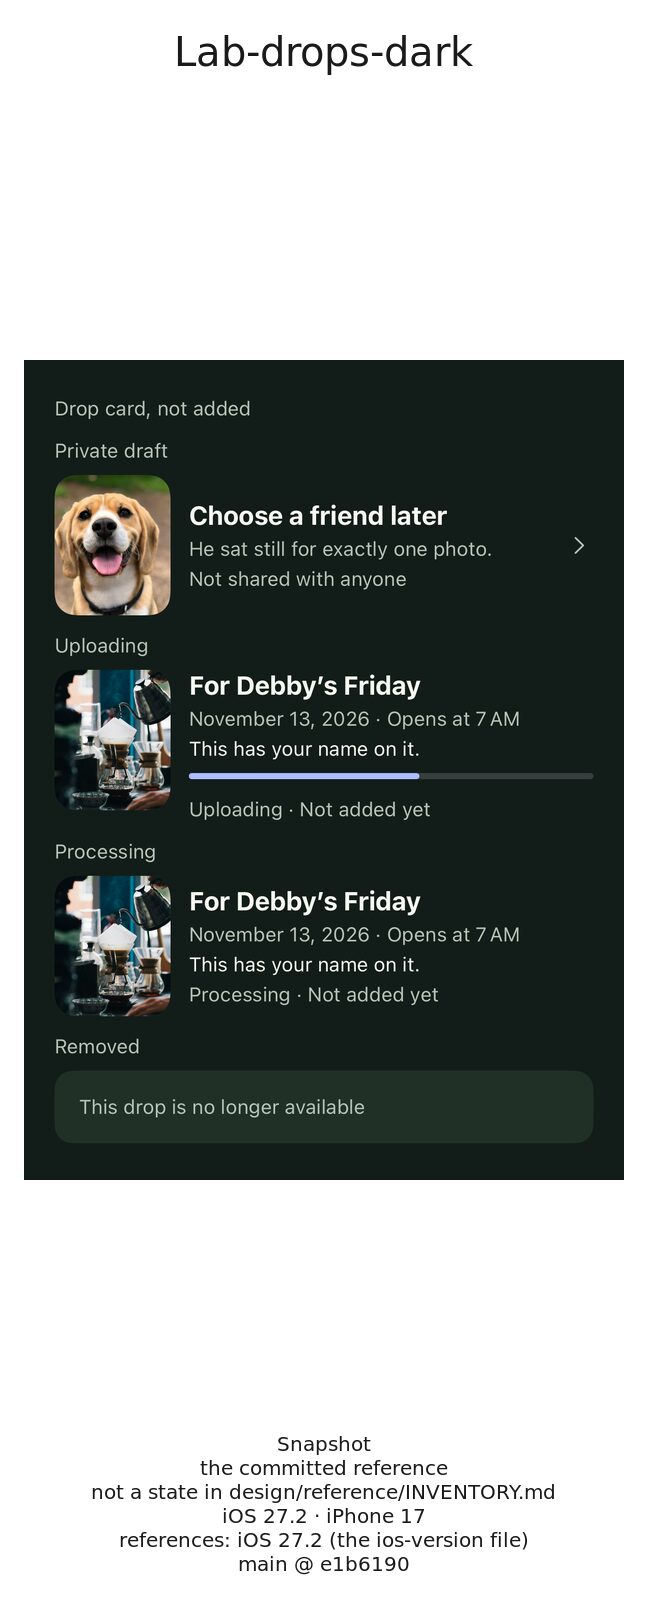 Lab-drops-dark
Drop card, not added
Private draft
Choose a friend later
He sat still for exactly one photo.
Not shared with anyone
Uploading
For Debby’s Friday
November 13, 2026 · Opens at 7 AM
This has your name on it.
Uploading · Not added yet
Processing
For Debby’s Friday
November 13, 2026 · Opens at 7 AM
This has your name on it.
Processing · Not added yet
Removed
This drop is no longer available
Snapshot
the committed reference
not a state in design/reference/INVENTORY.md
iOS 27.2 · iPhone 17
references: iOS 27.2 (the ios-version file)
main @ e1b6190